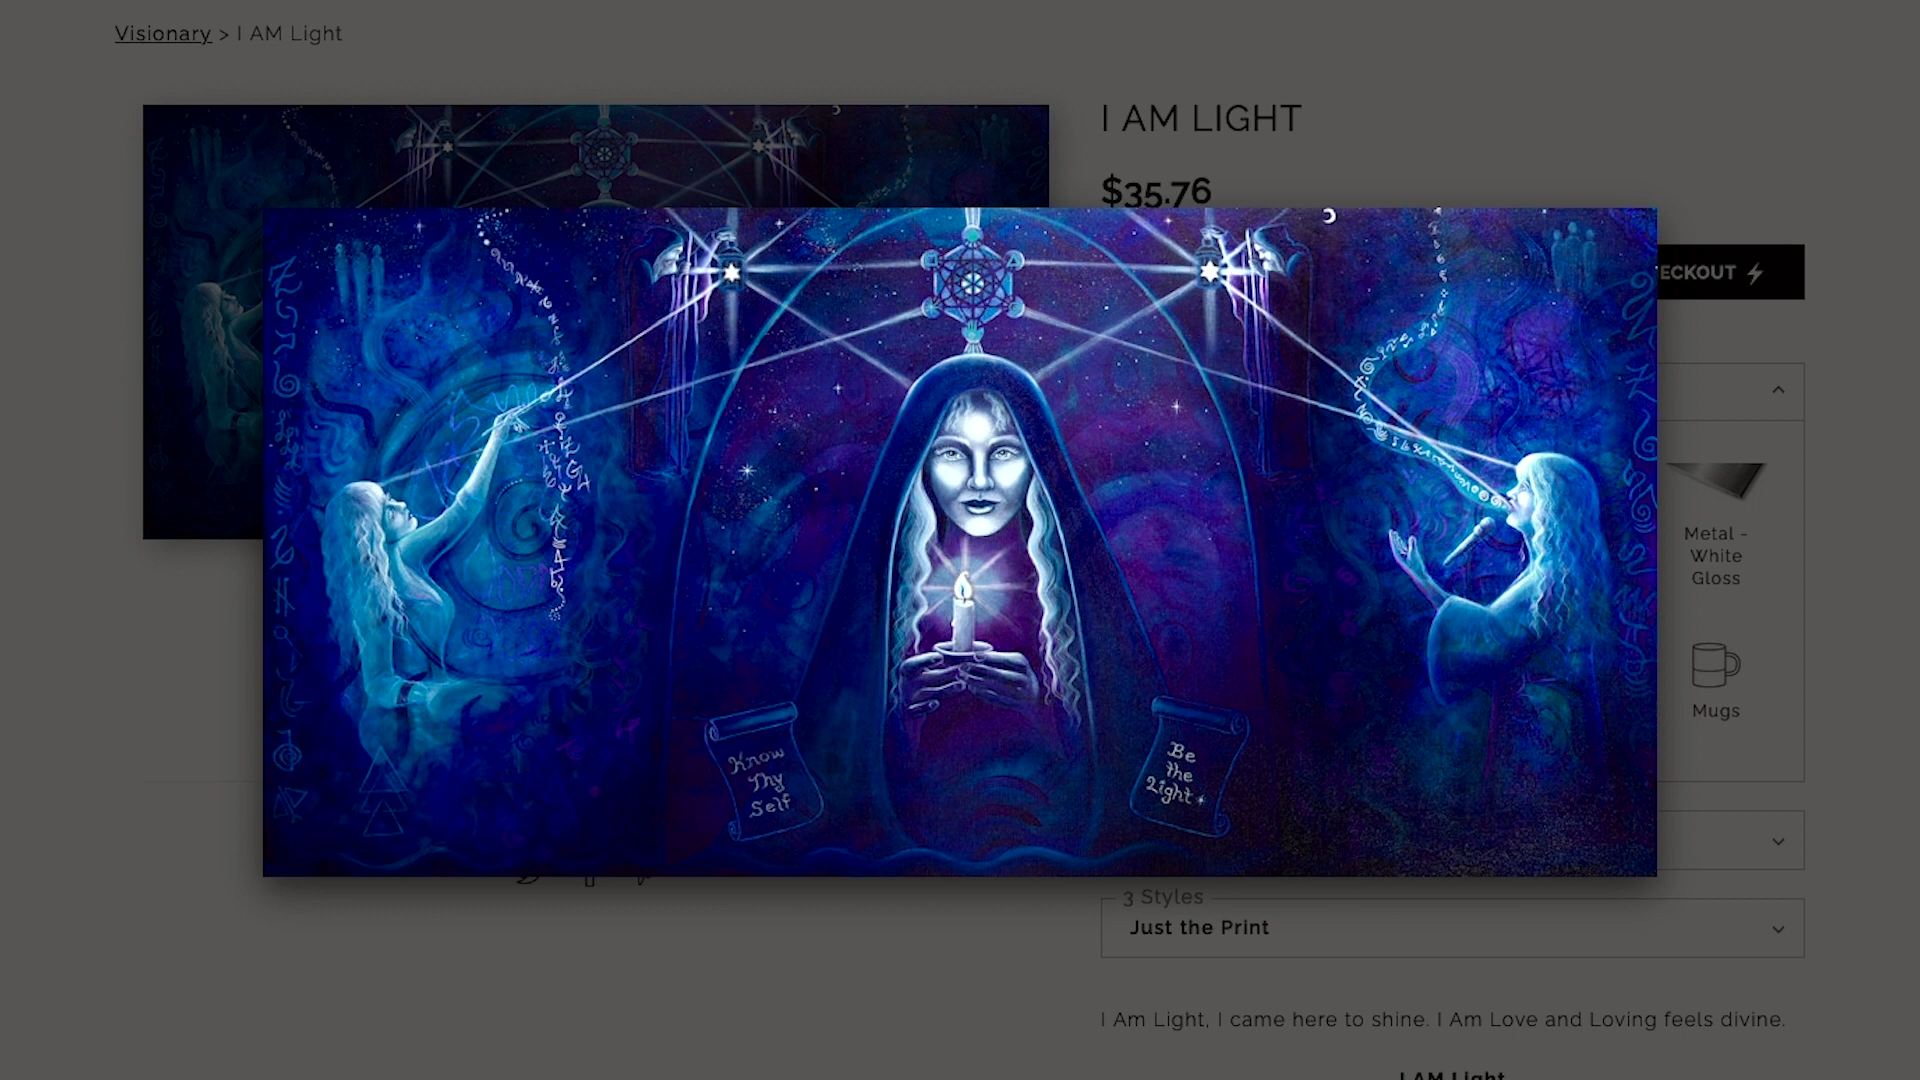 Visionary > I AM Light
I AM LIGHT
$35.76
ECKOUT
Metal -
White
Gloss
Mugs
Know
Thy
Self
Be
the
Light
3 Styles
Just the Print
I Am Light, I came here to shine. I Am Love and Loving feels divine.
I AM Light